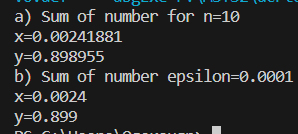 a) Sum of number for n=10
x=0.00241881
y=0.898955
b) Sum of number epsilon=0.0001
x=0.0024
y=0.899